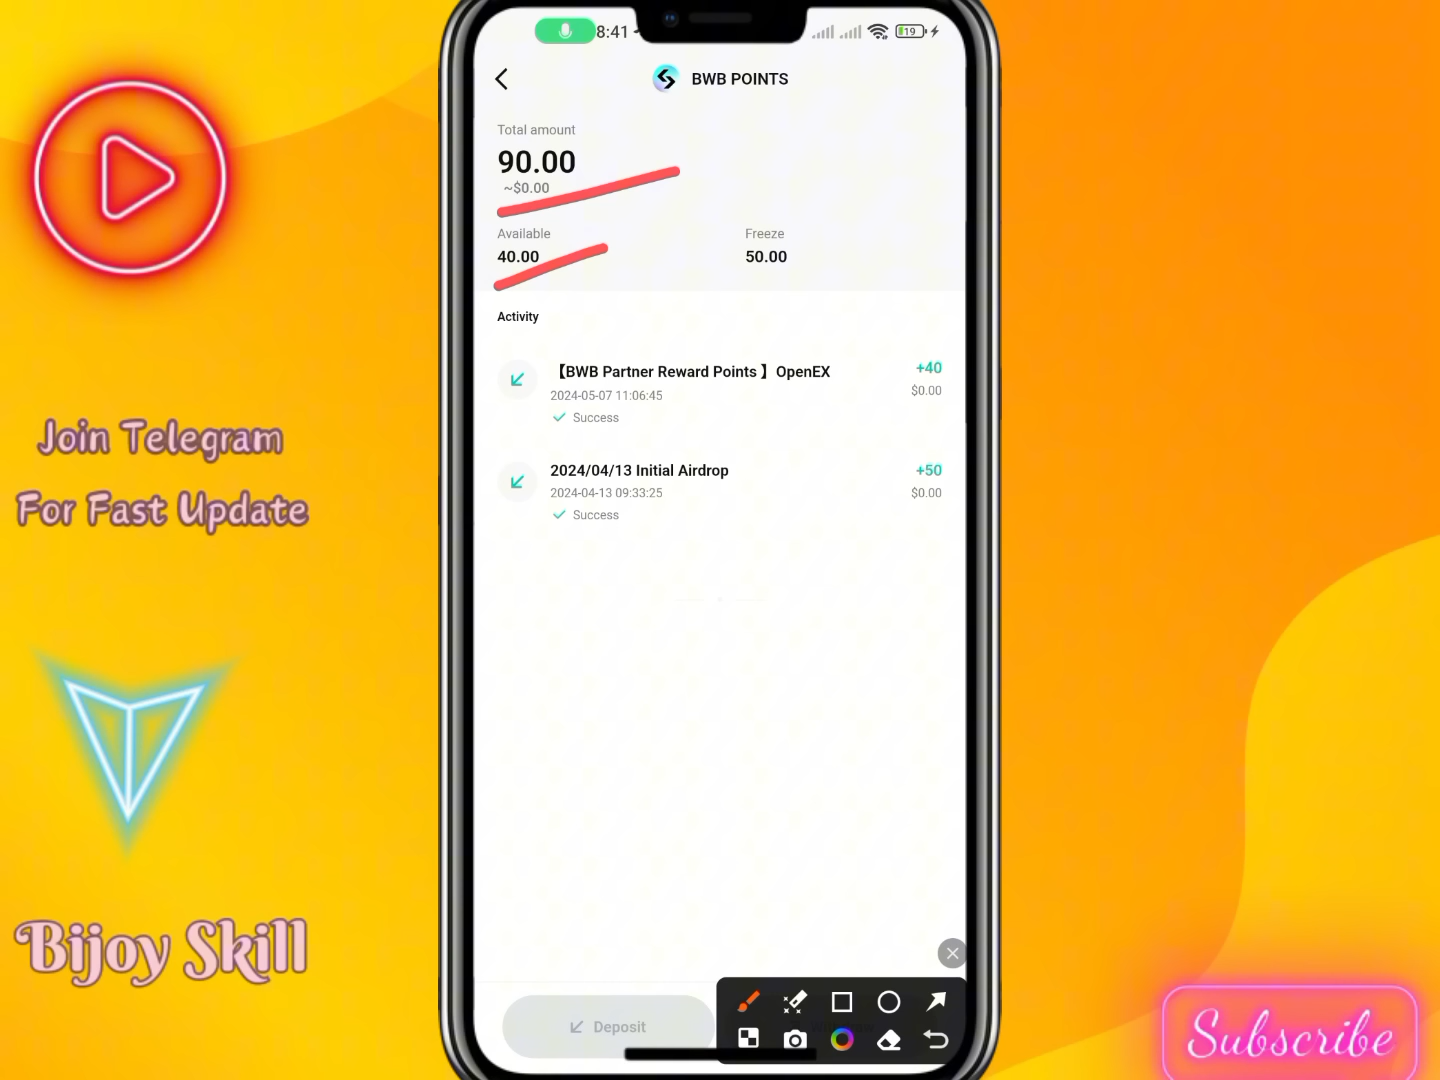 8:41
19
BWB POINTS
Total amount
90.00
~$0.00
Available
Freeze
40.00
50.00
Activity
【BWB Partner Reward Points 】OpenEX
+40
2024-05-07 11:06:45
$0.00
Success
2024/04/13 Initial Airdrop
+50
2024-04-13 09:33:25
$0.00
Success
Deposit
Join Telegram
For Fast Update
Bijoy Skill
Subscribe